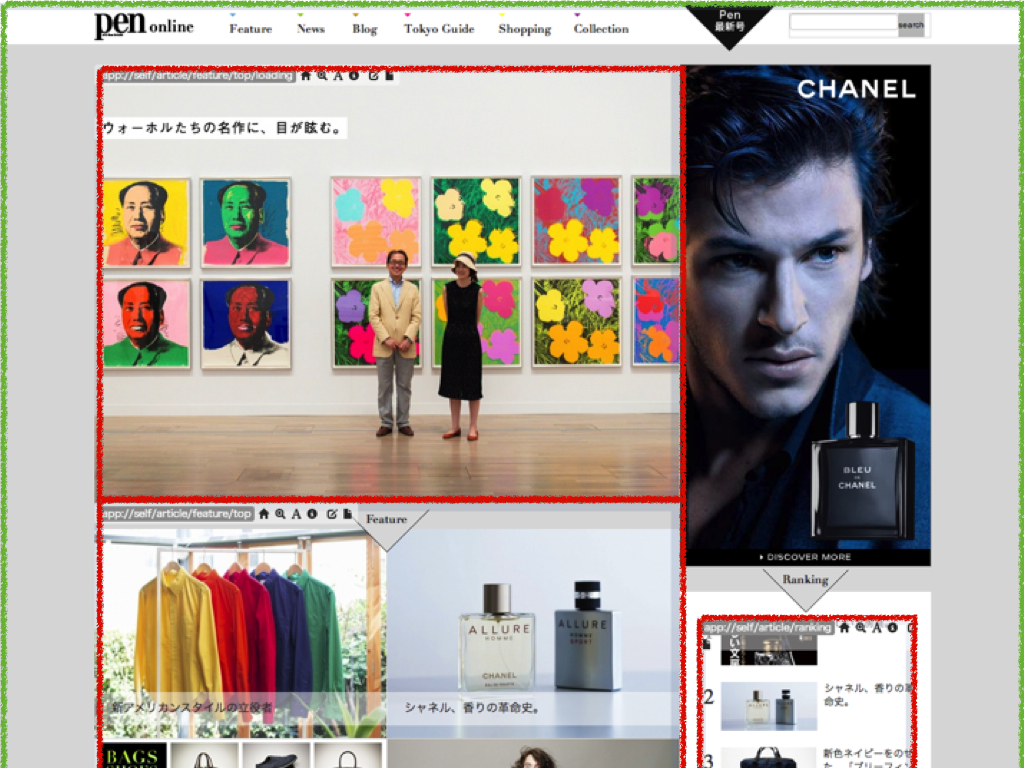 pen online
Feature
News
Blog
Tokyo Guide
Shopping
Collection
Pen
最新号
search
app://self/article/feature/top/loading
ウォーホルたちの名作に、目が眩む。
CHANEL
BLEU
DE
CHANEL
DISCOVER MORE
app://self/article/feature/top
Feature
新アメリカンスタイルの立役者
ALLURE
HOMME
CHANEL
ALLURE
HOMME
SPORT
シャネル、香りの革命史。
BAGS
Ranking
app://self/article/ranking
2
シャネル、香りの革
命史。
3
新色ネイビーをのせ
た、「ブリーフィン